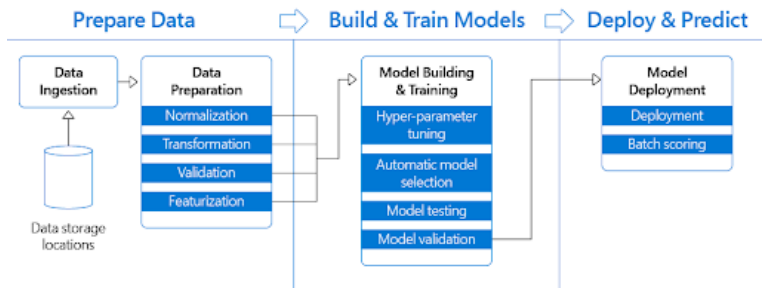 Prepare Data
Build & Train Models
Deploy & Predict
Data
Ingestion
Data storage
locations
Data
Preparation
Normalization
Transformation
Validation
Featurization
Model Building
& Training
Hyper-parameter
tuning
Automatic model
selection
Model testing
Model validation
Model
Deployment
Deployment
Batch scoring